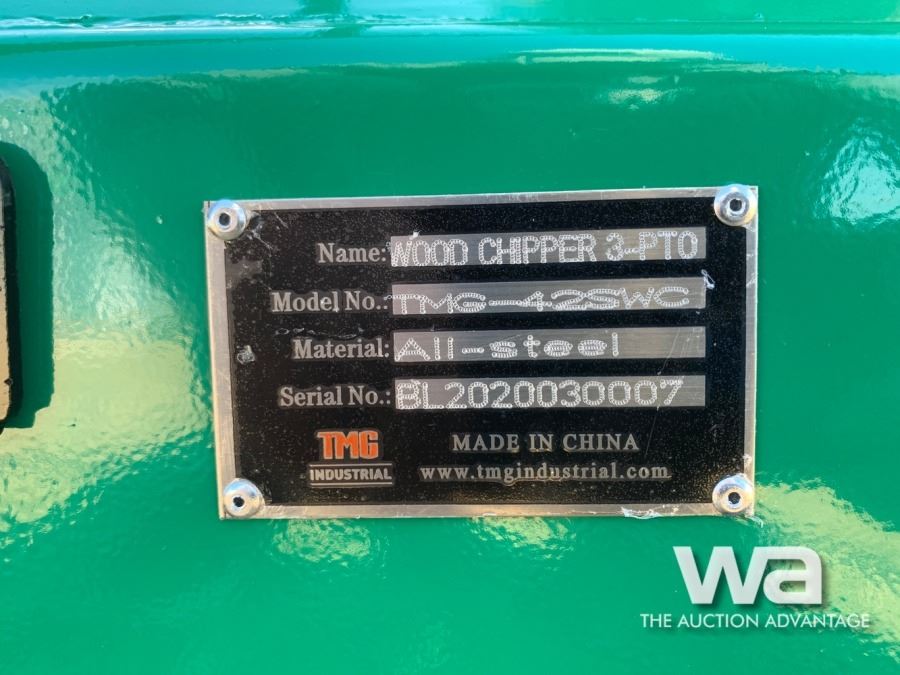 Name: WOOD CHIPPER 3-PTO
Model No.: TMG-42SWC
Material: All-steel
Serial No.: BL2020030007
TMG
INDUSTRIAL
MADE IN CHINA
www.tmgindustrial.com
wa
THE AUCTION ADVANTAGE